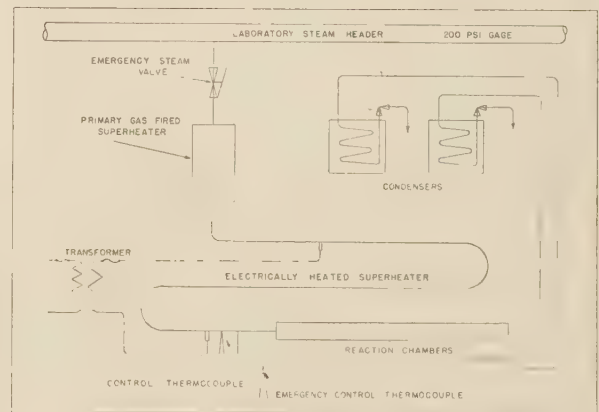 LABORATORY STEAM HEADER 200 PSI GAGE
EMERGENCY STEAM
VALVE
PRIMARY GAS FIRED
SUPERHEATER
CONDENSERS
TRANSFORMER
ELECTRICALLY HEATED SUPERHEATER
REACTION CHAMBERS
CONTROL THERMOCOUPLE
EMERGENCY CONTROL THERMOCOUPLE